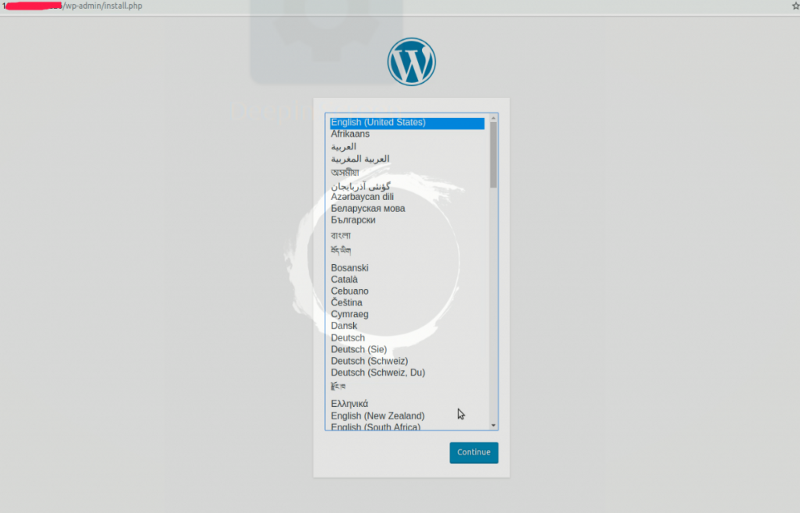 /wp-admin/install.php
English (United States)
Afrikaans
العربية
العربية المغربية
অসমীয়া
گؤنئی آذربایجان
Azərbaycan dili
Беларуская мова
Български
বাংলা
བོད་ཡིག
Bosanski
Català
Cebuano
Čeština
Cymraeg
Dansk
Deutsch
Deutsch (Sie)
Deutsch (Schweiz)
Deutsch (Schweiz, Du)
རྫོང་ཁ
Ελληνικά
English (New Zealand)
English (South Africa)
Continue